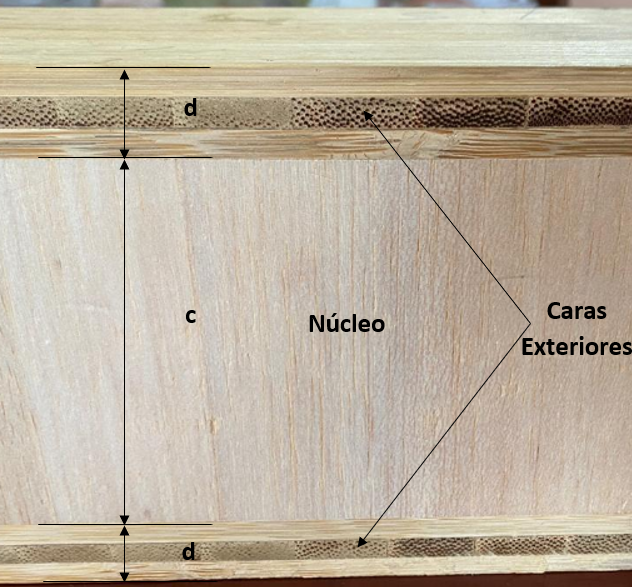 d
c
Núcleo
Caras
Exteriores
d